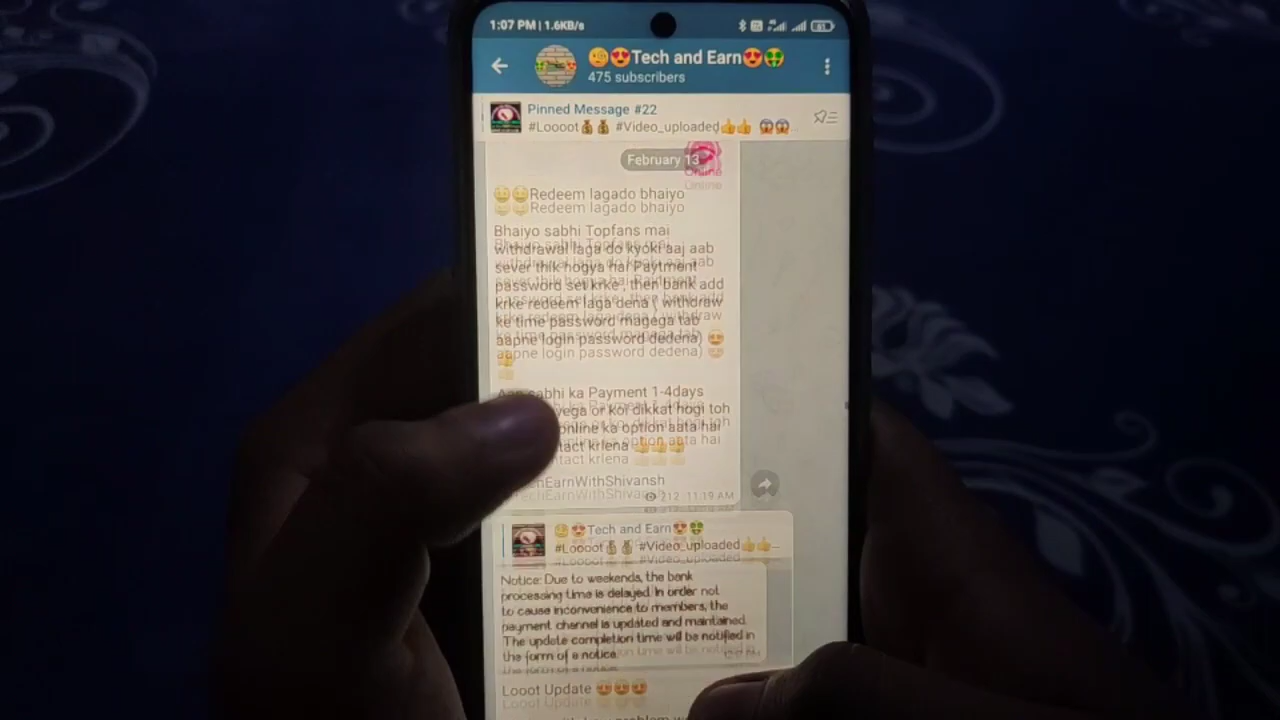 1:07 PM | 1.6KB/s
81
🧐😍Tech and Earn😍🤑
475 subscribers
Pinned Message #22
#Loooot💰💰 #Video_uploaded👍👍 😱😱..
February 13
Online
🤑🤑Redeem lagado bhaiyo
Bhaiyo sabhi Topfans mai
withdrawal laga do kyoki aaj aab
sever thik hogya hai Paytment
password set krke , then bank add
krke redeem laga dena ( withdraw
ke time password magega tab
aapne login password dedena) 😍
👍
sabhi ka Payment 1-4days
or koi dikkat hogi toh
online ka option aata hai
krlena 👍👍👍
EarnWithShivansh
212 11:19 AM
🧐😍Tech and Earn😍🤑
#Loooot💰💰 #Video_uploaded👍👍...
Notice: Due to weekends, the bank
processing time is delayed. In order not
to cause inconvenience to members, the
payment channel is updated and maintained.
The update completion time will be notified in
the form of a notice.
Looot Update 😍😍😍